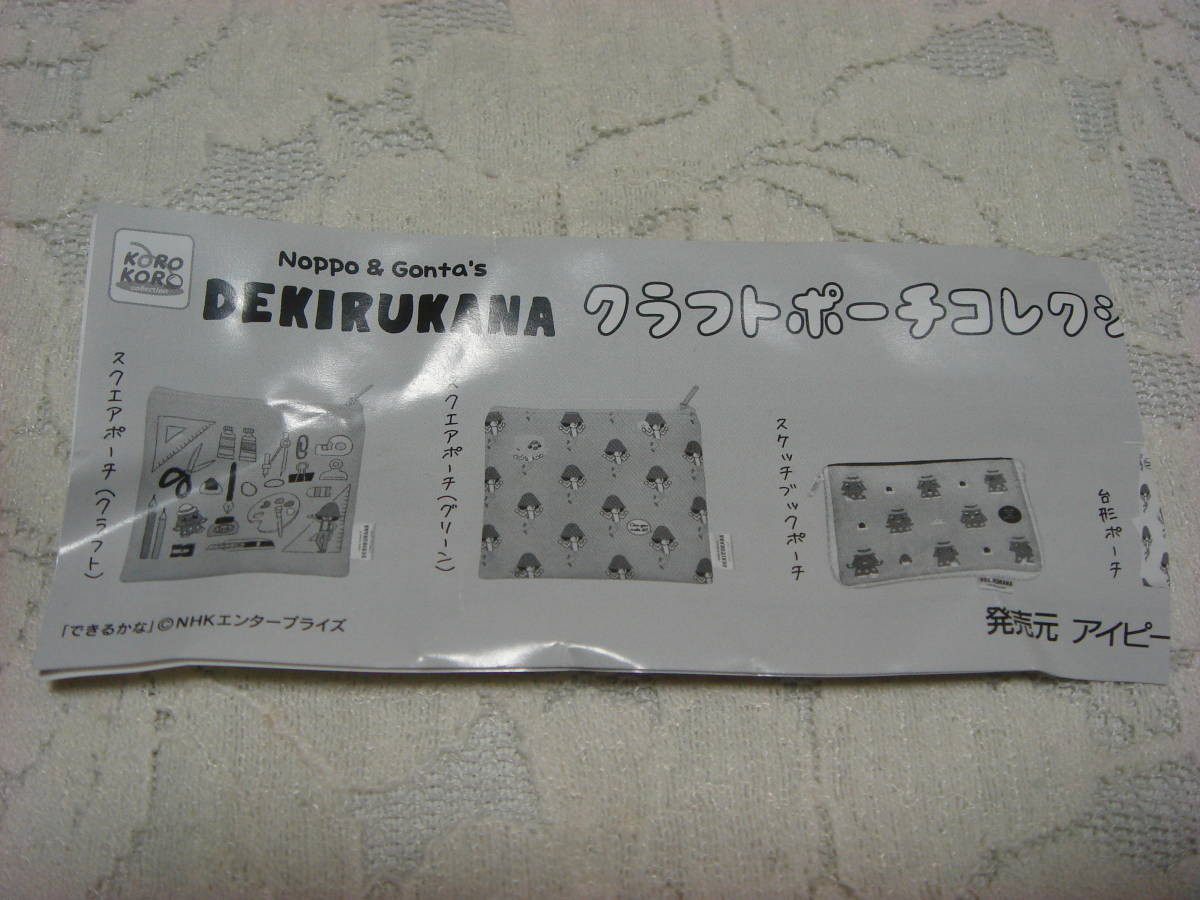 KORO
KORO
collection
Noppo & Gonta's
DEKIRUKANA クラフトポーチコレクシ
スクエアポーチ(クラフト)
クエアポーチ(グリーン)
スケッチブックポーチ
台形ポーチ
「できるかな」©NHKエンタープライズ
発売元 アイピー